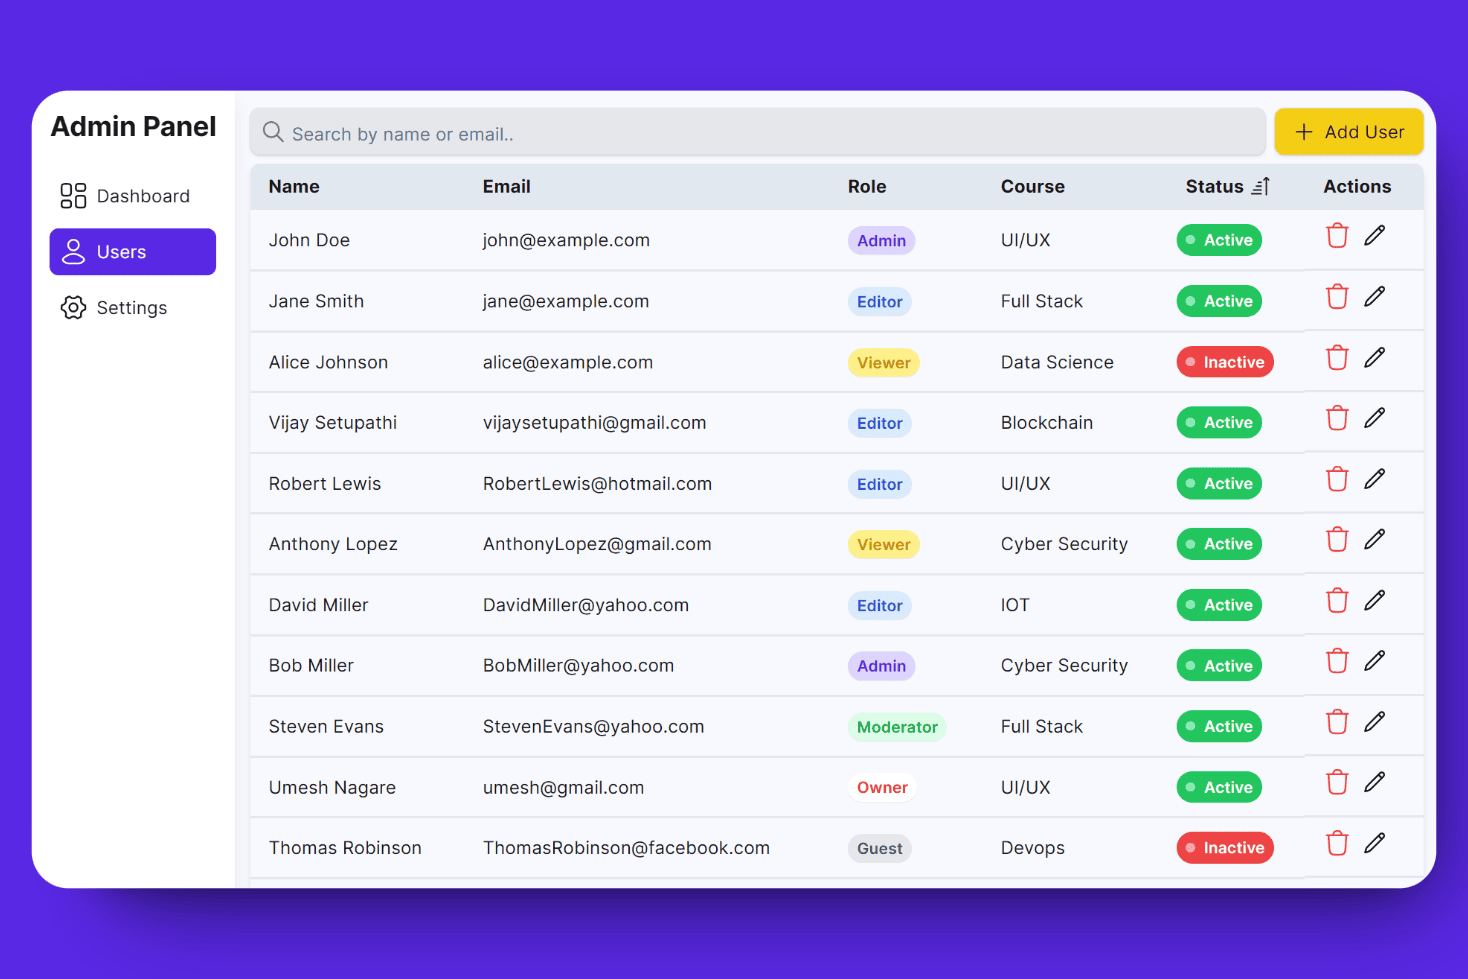 Admin Panel
Dashboard
Users
Settings
Search by name or email..
Add User
Name Email Role Course Status Actions
John Doe john@example.com Admin UI/UX Active
Jane Smith jane@example.com Editor Full Stack Active
Alice Johnson alice@example.com Viewer Data Science Inactive
Vijay Setupathi vijaysetupathi@gmail.com Editor Blockchain Active
Robert Lewis RobertLewis@hotmail.com Editor UI/UX Active
Anthony Lopez AnthonyLopez@gmail.com Viewer Cyber Security Active
David Miller DavidMiller@yahoo.com Editor IOT Active
Bob Miller BobMiller@yahoo.com Admin Cyber Security Active
Steven Evans StevenEvans@yahoo.com Moderator Full Stack Active
Umesh Nagare umesh@gmail.com Owner UI/UX Active
Thomas Robinson ThomasRobinson@facebook.com Guest Devops Inactive